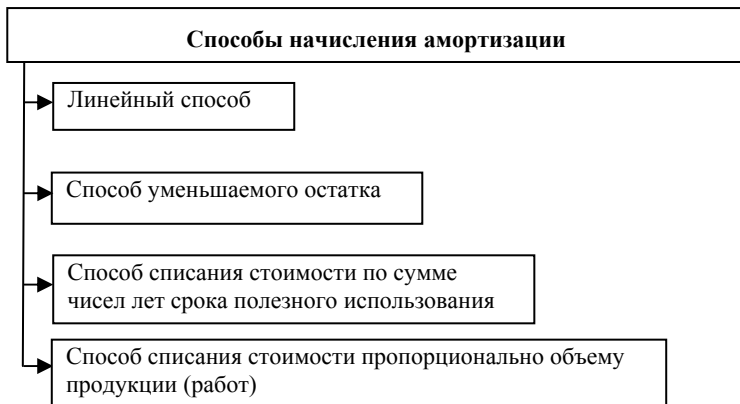 Способы начисления амортизации
Линейный способ
Способ уменьшаемого остатка
Способ списания стоимости по сумме
чисел лет срока полезного использования
Способ списания стоимости пропорционально объему
продукции (работ)